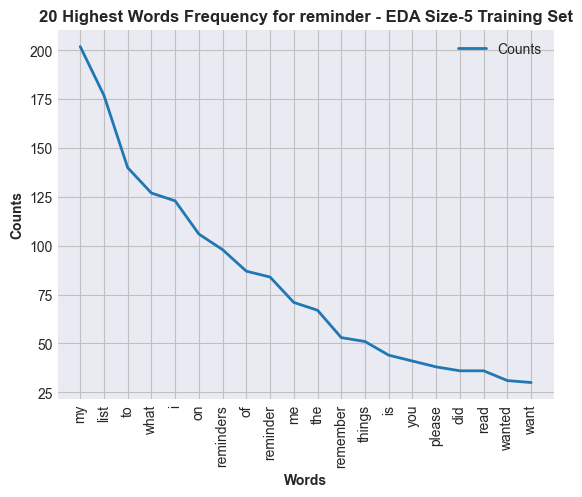 20 Highest Words Frequency for reminder - EDA Size-5 Training Set
Counts
200
175
150
125
100
75
50
25
Counts
my
list
to
what
i
on
reminders
of
reminder
me
the
remember
things
is
you
please
did
read
wanted
want
Words